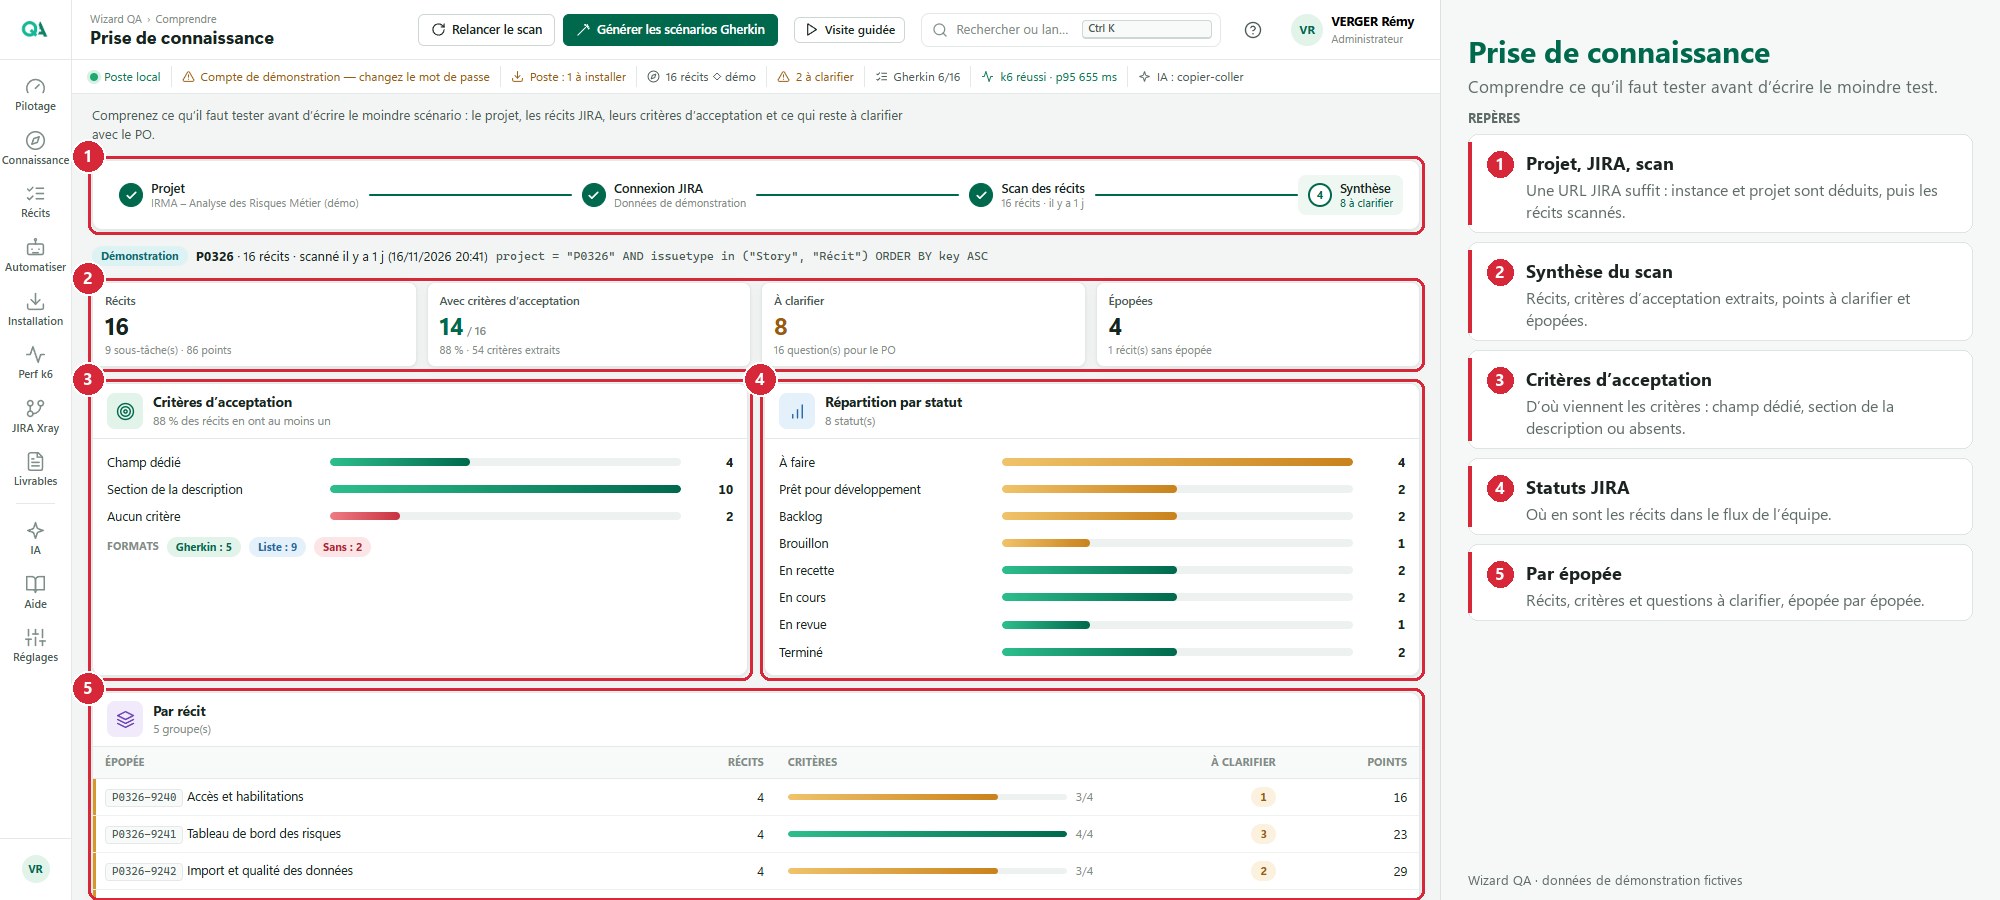 QA
Wizard QA › Comprendre
Prise de connaissance
Relancer le scan
Générer les scénarios Gherkin
Visite guidée
Rechercher ou lan...
Ctrl K
VR
VERGER Rémy
Administrateur
Poste local
Compte de démonstration — changez le mot de passe
Poste : 1 à installer
16 récits ◇ démo
2 à clarifier
Gherkin 6/16
k6 réussi · p95 655 ms
IA : copier-coller
Pilotage
Connaissance
Récits
Automatiser
Installation
Perf k6
JIRA Xray
Livrables
IA
Aide
Réglages
VR
Comprenez ce qu’il faut tester avant d’écrire le moindre scénario : le projet, les récits JIRA, leurs critères d’acceptation et ce qui reste à clarifier
avec le PO.
1
Projet
IRMA – Analyse des Risques Métier (démo)
Connexion JIRA
Données de démonstration
Scan des récits
16 récits · il y a 1 j
4
Synthèse
8 à clarifier
Démonstration
P0326 · 16 récits · scanné il y a 1 j (16/11/2026 20:41) project = "P0326" AND issuetype in ("Story", "Récit") ORDER BY key ASC
2
Récits
16
9 sous-tâche(s) · 86 points
Avec critères d’acceptation
14 / 16
88 % · 54 critères extraits
À clarifier
8
16 question(s) pour le PO
Épopées
4
1 récit(s) sans épopée
3
Critères d’acceptation
88 % des récits en ont au moins un
Champ dédié 4
Section de la description 10
Aucun critère 2
FORMATS Gherkin : 5 Liste : 9 Sans : 2
4
Répartition par statut
8 statut(s)
À faire 4
Prêt pour développement 2
Backlog 2
Brouillon 1
En recette 2
En cours 2
En revue 1
Terminé 2
5
Par récit
5 groupe(s)
ÉPOPÉE RÉCITS CRITÈRES À CLARIFIER POINTS
P0326-9240 Accès et habilitations 4 3/4 1 16
P0326-9241 Tableau de bord des risques 4 4/4 3 23
P0326-9242 Import et qualité des données 4 3/4 2 29
Prise de connaissance
Comprendre ce qu’il faut tester avant d’écrire le moindre test.
REPÈRES
1 Projet, JIRA, scan
Une URL JIRA suffit : instance et projet sont déduits, puis les
récits scannés.
2 Synthèse du scan
Récits, critères d’acceptation extraits, points à clarifier et
épopées.
3 Critères d’acceptation
D’où viennent les critères : champ dédié, section de la
description ou absents.
4 Statuts JIRA
Où en sont les récits dans le flux de l’équipe.
5 Par épopée
Récits, critères et questions à clarifier, épopée par épopée.
Wizard QA · données de démonstration fictives